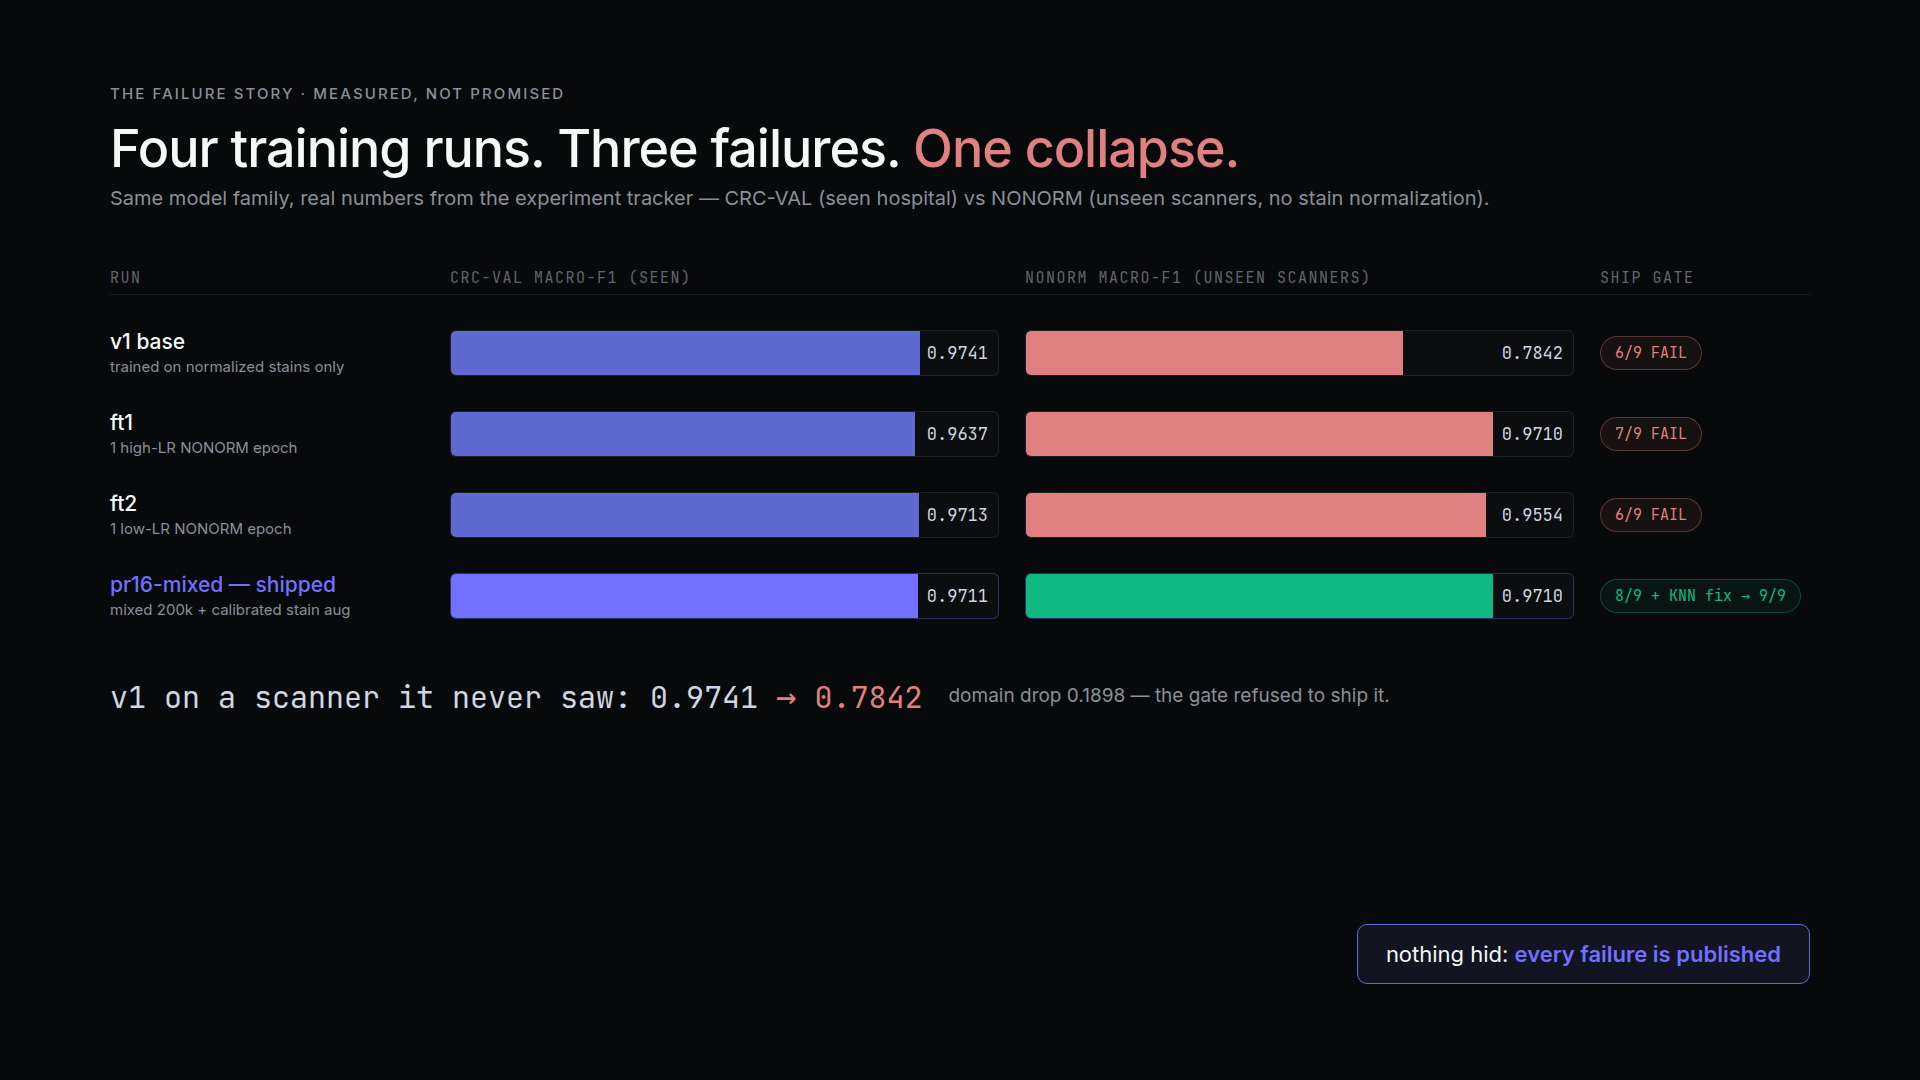 THE FAILURE STORY · MEASURED, NOT PROMISED
Four training runs. Three failures. One collapse.
Same model family, real numbers from the experiment tracker — CRC-VAL (seen hospital) vs NONORM (unseen scanners, no stain normalization).
RUN CRC-VAL MACRO-F1 (SEEN) NONORM MACRO-F1 (UNSEEN SCANNERS) SHIP GATE
v1 base
trained on normalized stains only
0.9741 0.7842 6/9 FAIL
ft1
1 high-LR NONORM epoch
0.9637 0.9710 7/9 FAIL
ft2
1 low-LR NONORM epoch
0.9713 0.9554 6/9 FAIL
pr16-mixed — shipped
mixed 200k + calibrated stain aug
0.9711 0.9710 8/9 + KNN fix → 9/9
v1 on a scanner it never saw: 0.9741 → 0.7842 domain drop 0.1898 — the gate refused to ship it.
nothing hid: every failure is published